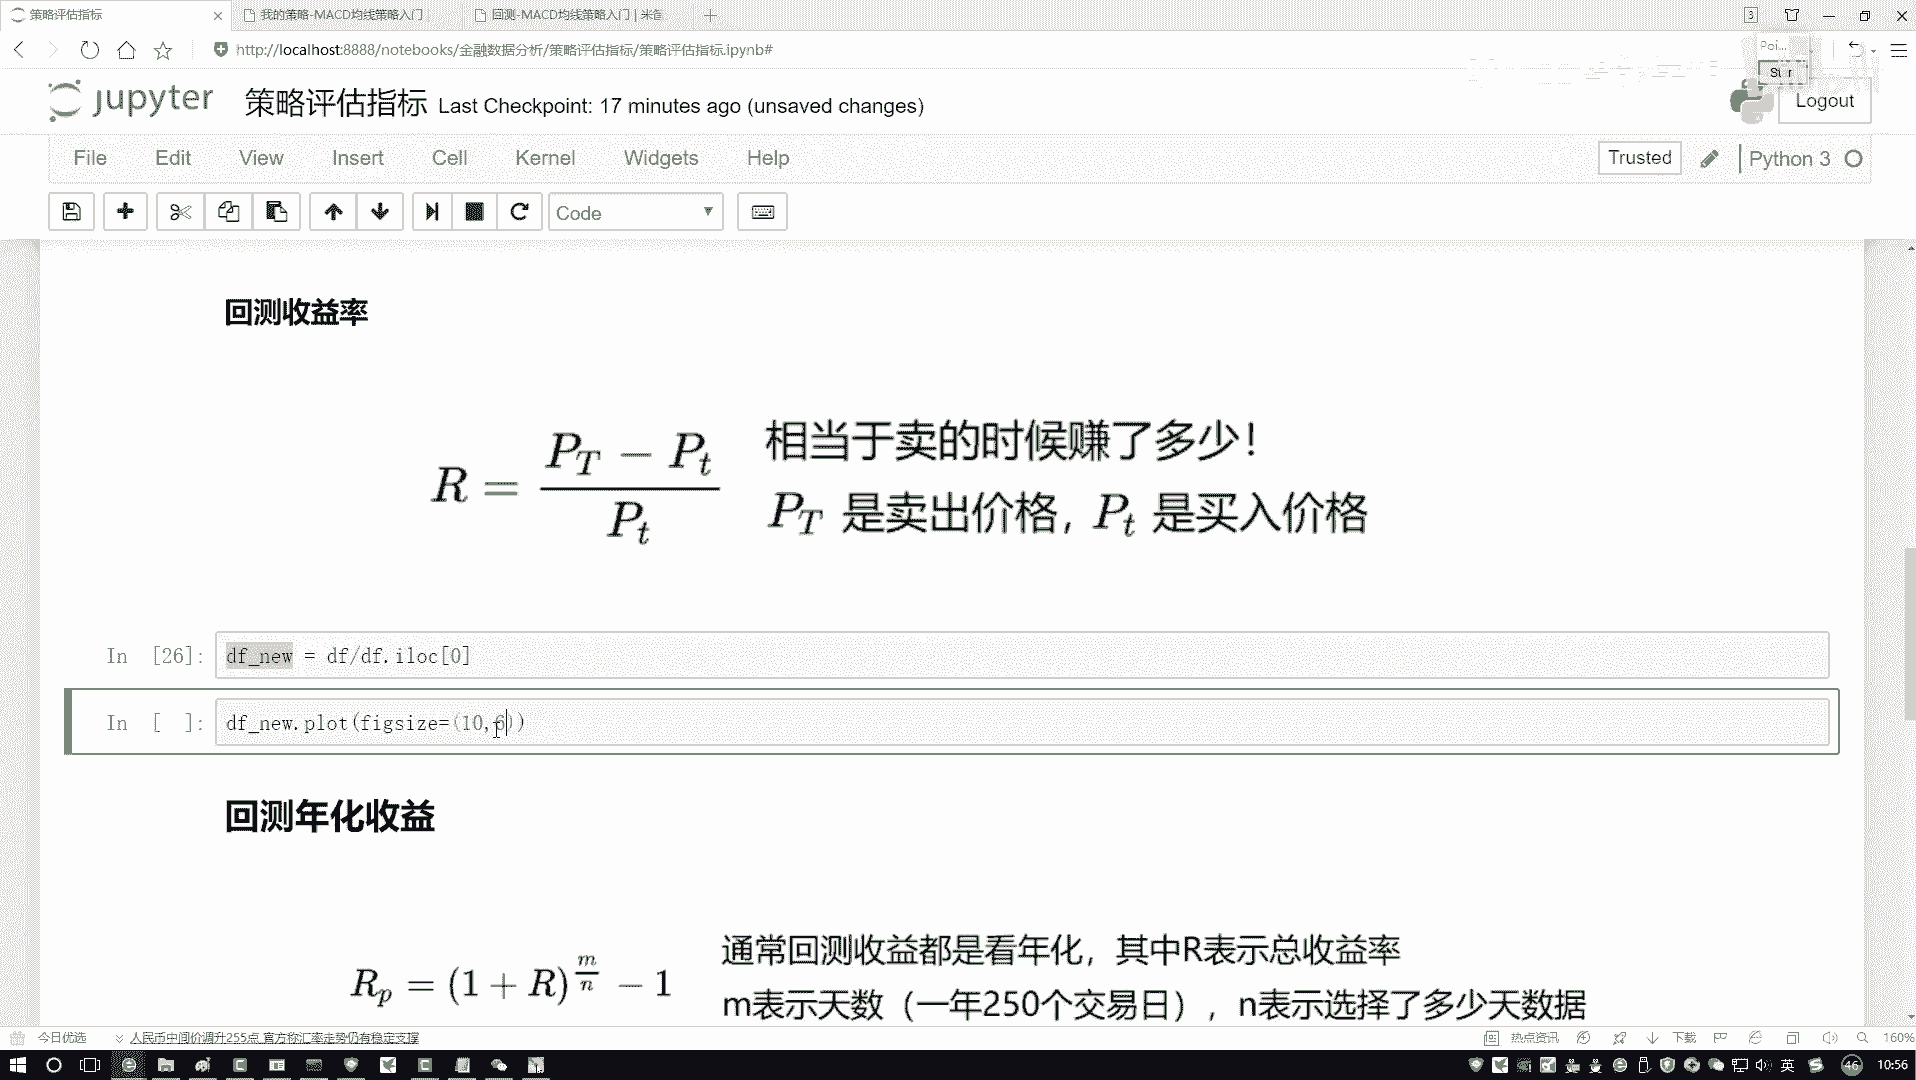 策略评估指标
我的策略-MACD均线策略入门
回测-MACD均线策略入门 | 米筐
3
http://localhost:8888/notebooks/金融数据分析/策略评估指标/策略评估指标.ipynb#
Poi...
jupyter
策略评估指标 Last Checkpoint: 17 minutes ago (unsaved changes)
Logout
File Edit View Insert Cell Kernel Widgets Help
Trusted
Python 3
Code
回测收益率
R = \frac{P_T - P_t}{P_t}
相当于卖的时候赚了多少!
P_T 是卖出价格, P_t 是买入价格
In [26]: df_new = df/df.iloc[0]
In [ ]: df_new.plot(figsize=(10,6))
回测年化收益
R_p = (1 + R)^{\frac{m}{n}} - 1
通常回测收益都是看年化，其中R表示总收益率
m表示天数（一年250个交易日），n表示选择了多少天数据
今日优选
人民币中间价调升255点 官方称汇率走势仍有稳定支撑
热点资讯
下载
160%
英
46
10:56